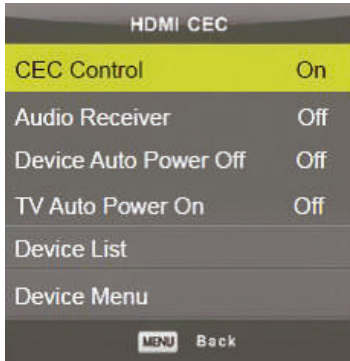 HDMI CEC
CEC Control On
Audio Receiver Off
Device Auto Power Off Off
TV Auto Power On Off
Device List
Device Menu
MENU Back